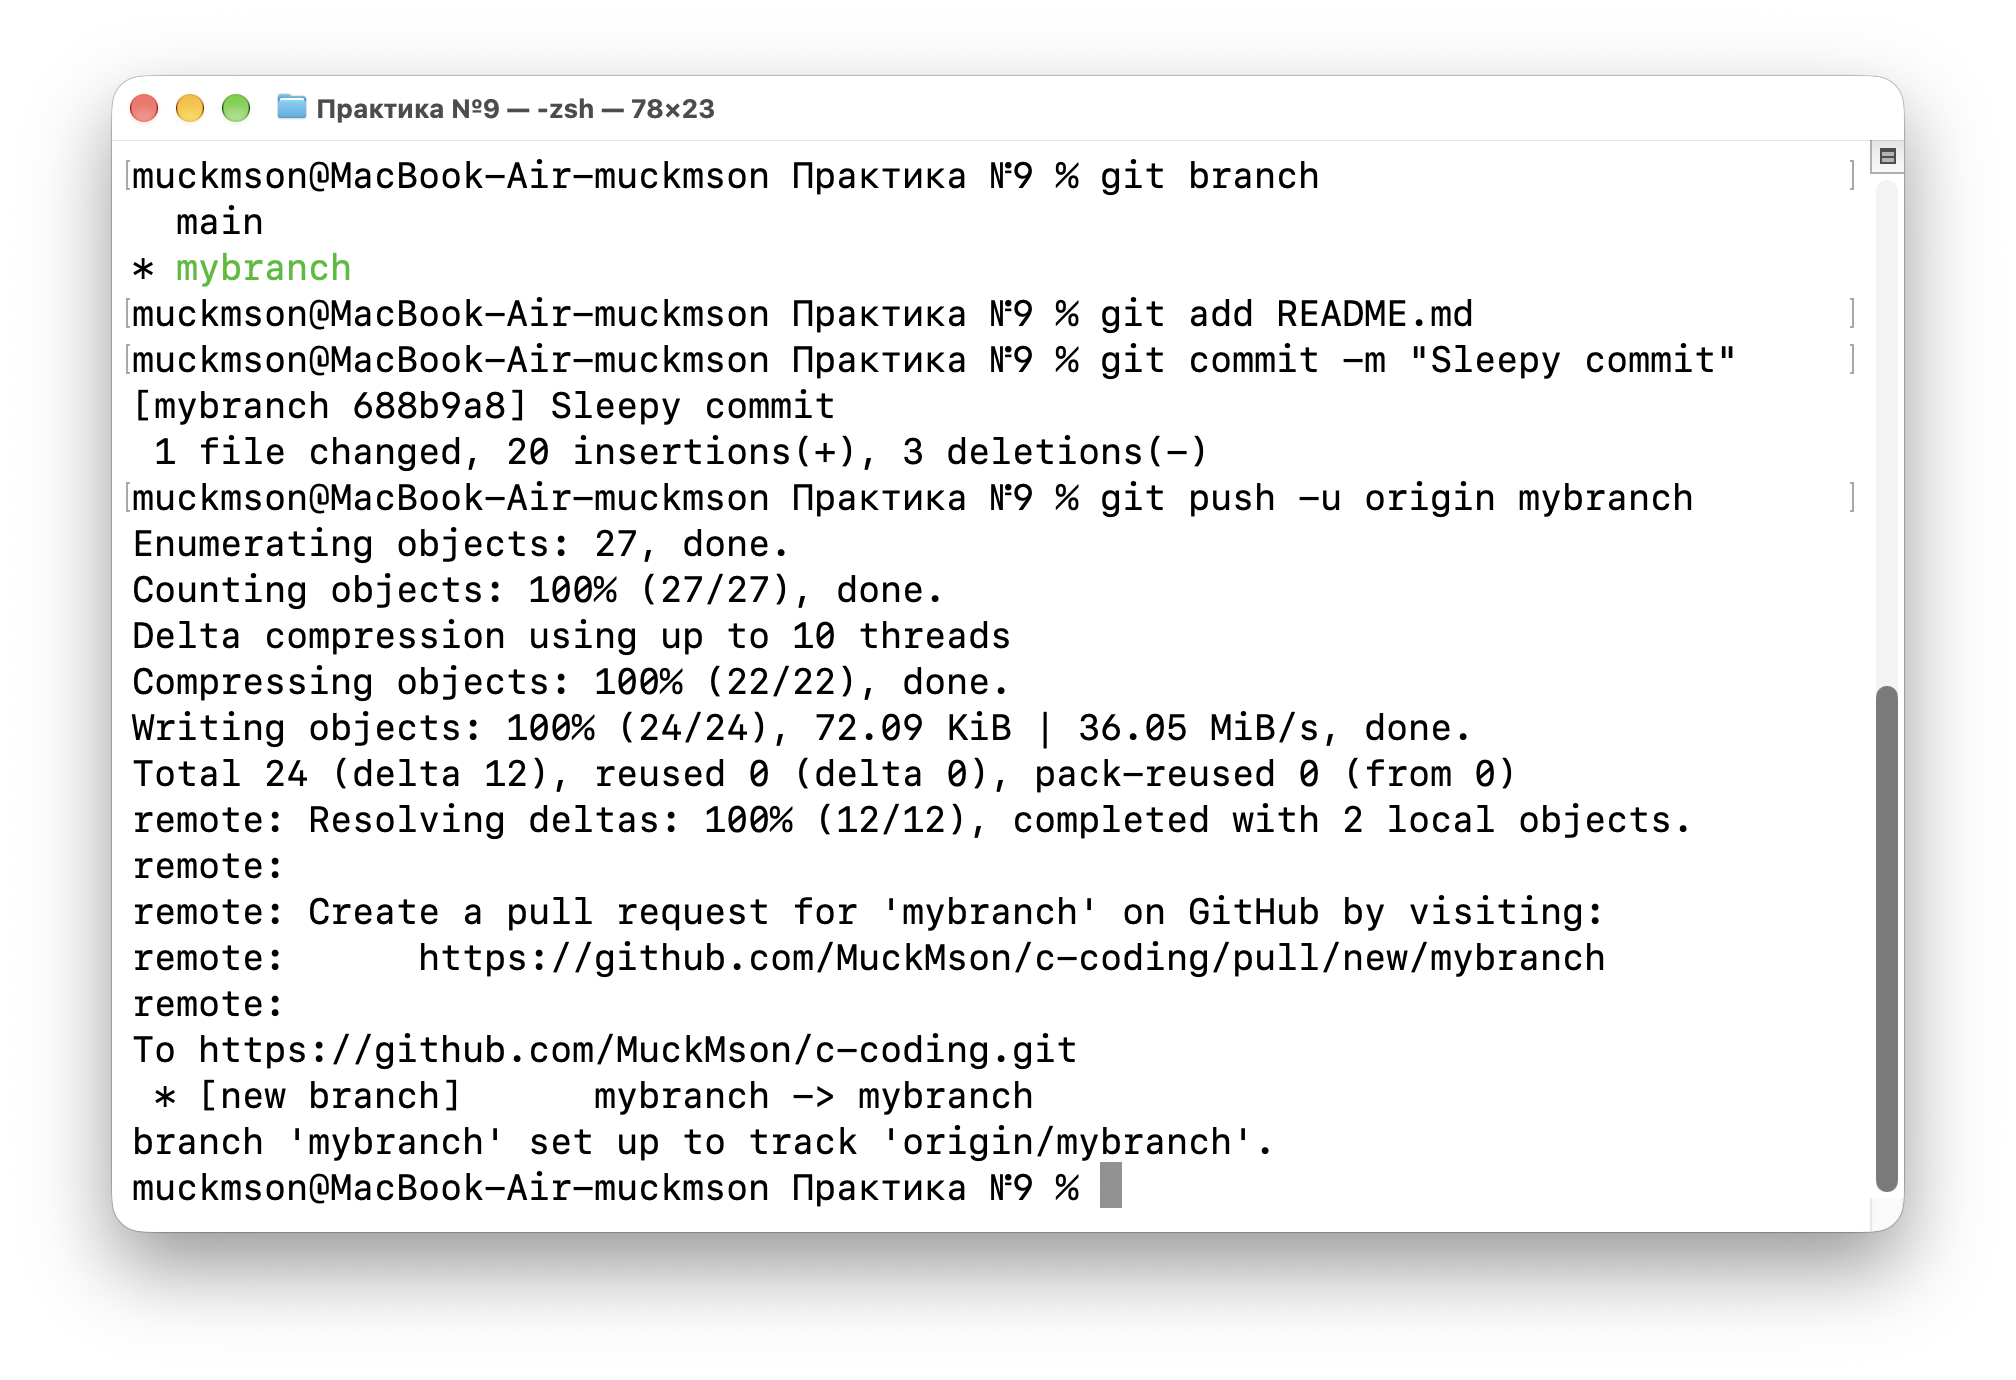 Практика №9 — -zsh — 78×23
muckmson@MacBook-Air-muckmson Практика №9 % git branch
  main
* mybranch
muckmson@MacBook-Air-muckmson Практика №9 % git add README.md
muckmson@MacBook-Air-muckmson Практика №9 % git commit -m "Sleepy commit"
[mybranch 688b9a8] Sleepy commit
 1 file changed, 20 insertions(+), 3 deletions(-)
muckmson@MacBook-Air-muckmson Практика №9 % git push -u origin mybranch
Enumerating objects: 27, done.
Counting objects: 100% (27/27), done.
Delta compression using up to 10 threads
Compressing objects: 100% (22/22), done.
Writing objects: 100% (24/24), 72.09 KiB | 36.05 MiB/s, done.
Total 24 (delta 12), reused 0 (delta 0), pack-reused 0 (from 0)
remote: Resolving deltas: 100% (12/12), completed with 2 local objects.
remote:
remote: Create a pull request for 'mybranch' on GitHub by visiting:
remote:      https://github.com/MuckMson/c-coding/pull/new/mybranch
remote:
To https://github.com/MuckMson/c-coding.git
 * [new branch]      mybranch -> mybranch
branch 'mybranch' set up to track 'origin/mybranch'.
muckmson@MacBook-Air-muckmson Практика №9 %